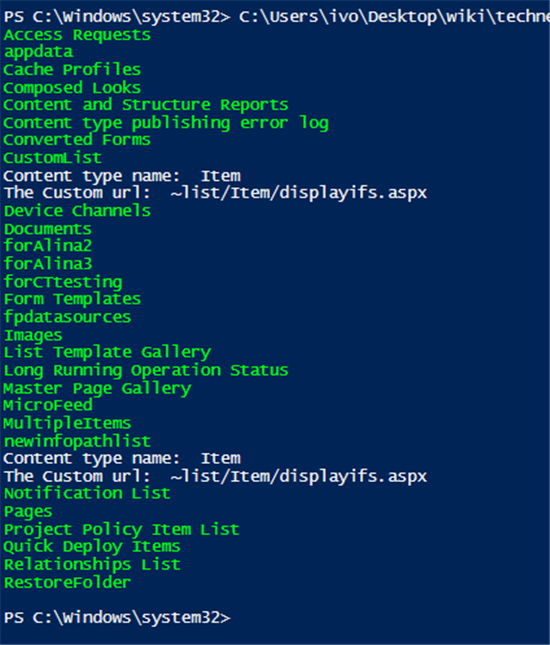 PS C:\Windows\system32> C:\Users\ivo\Desktop\wiki\techne
Access Requests
appdata
Cache Profiles
Composed Looks
Content and Structure Reports
Content type publishing error log
Converted Forms
CustomList
Content type name:  Item
The Custom url:  ~list/Item/displayifs.aspx
Device Channels
Documents
forAlina2
forAlina3
forCTtesting
Form Templates
fpdatasources
Images
List Template Gallery
Long Running Operation Status
Master Page Gallery
MicroFeed
MultipleItems
newinfopathlist
Content type name:  Item
The Custom url:  ~list/Item/displayifs.aspx
Notification List
Pages
Project Policy Item List
Quick Deploy Items
Relationships List
RestoreFolder
PS C:\Windows\system32>